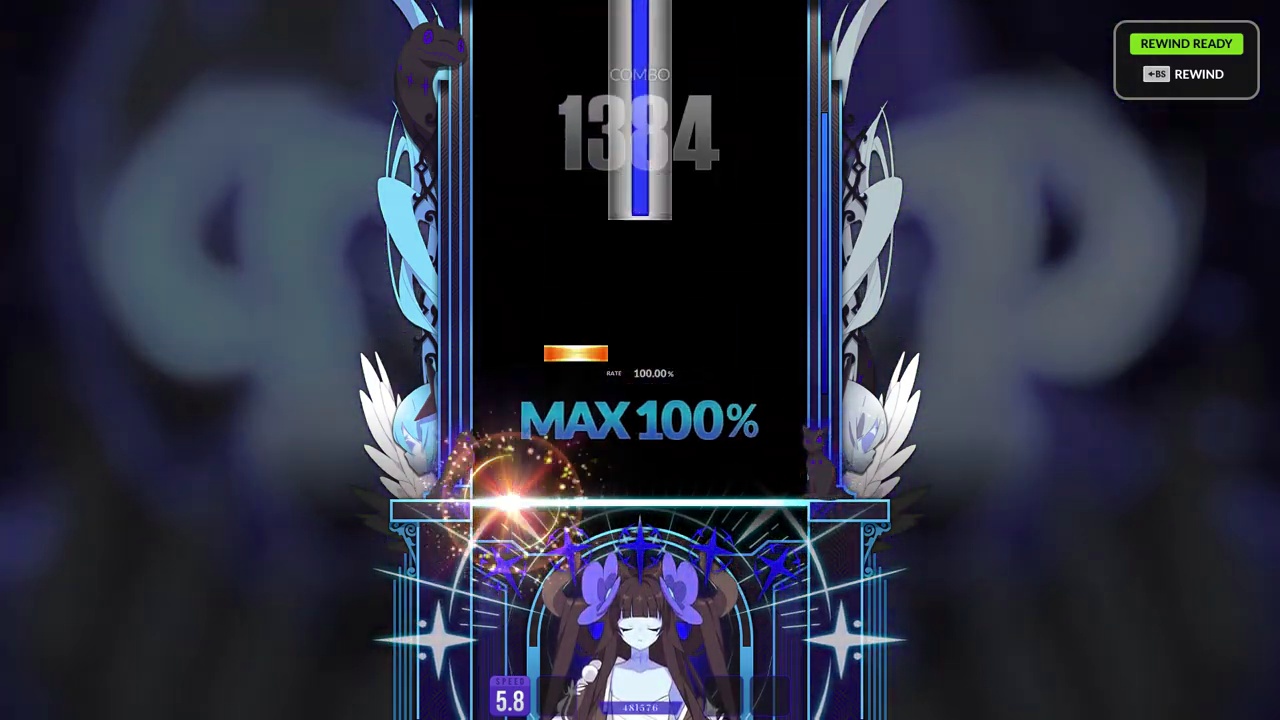 REWIND READY
←BS REWIND
COMBO
1384
RATE 100.00%
MAX 100%
SPEED
5.8
481576